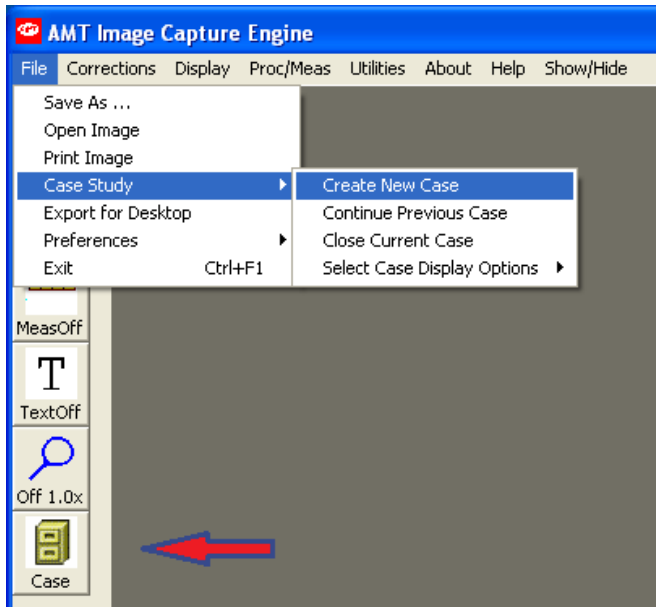 AMT Image Capture Engine
File Corrections Display Proc/Meas Utilities About Help Show/Hide
Save As ...
Open Image
Print Image
Case Study
Export for Desktop
Preferences
Exit Ctrl+F1
Create New Case
Continue Previous Case
Close Current Case
Select Case Display Options
MeasOff
T
TextOff
Off 1.0x
Case